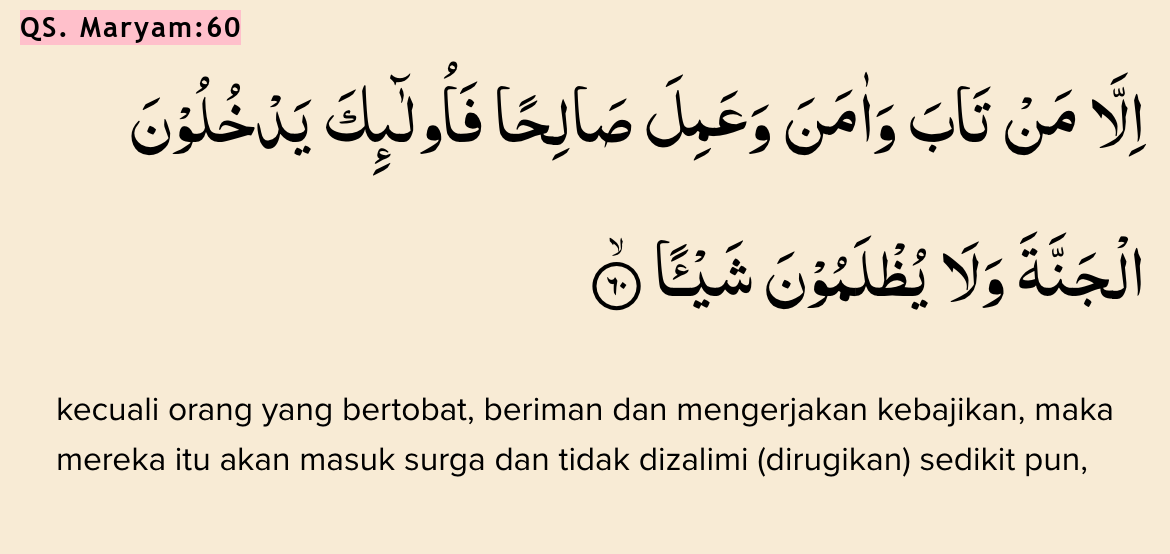 QS. Maryam:60
اِلَّا مَنْ تَابَ وَاٰمَنَ وَعَمِلَ صَالِحًا فَاُولٰۤىِٕكَ يَدْخُلُوْنَ
الْجَنَّةَ وَلَا يُظْلَمُوْنَ شَيْـًٔا ۙ ٦٠
kecuali orang yang bertobat, beriman dan mengerjakan kebajikan, maka
mereka itu akan masuk surga dan tidak dizalimi (dirugikan) sedikit pun,